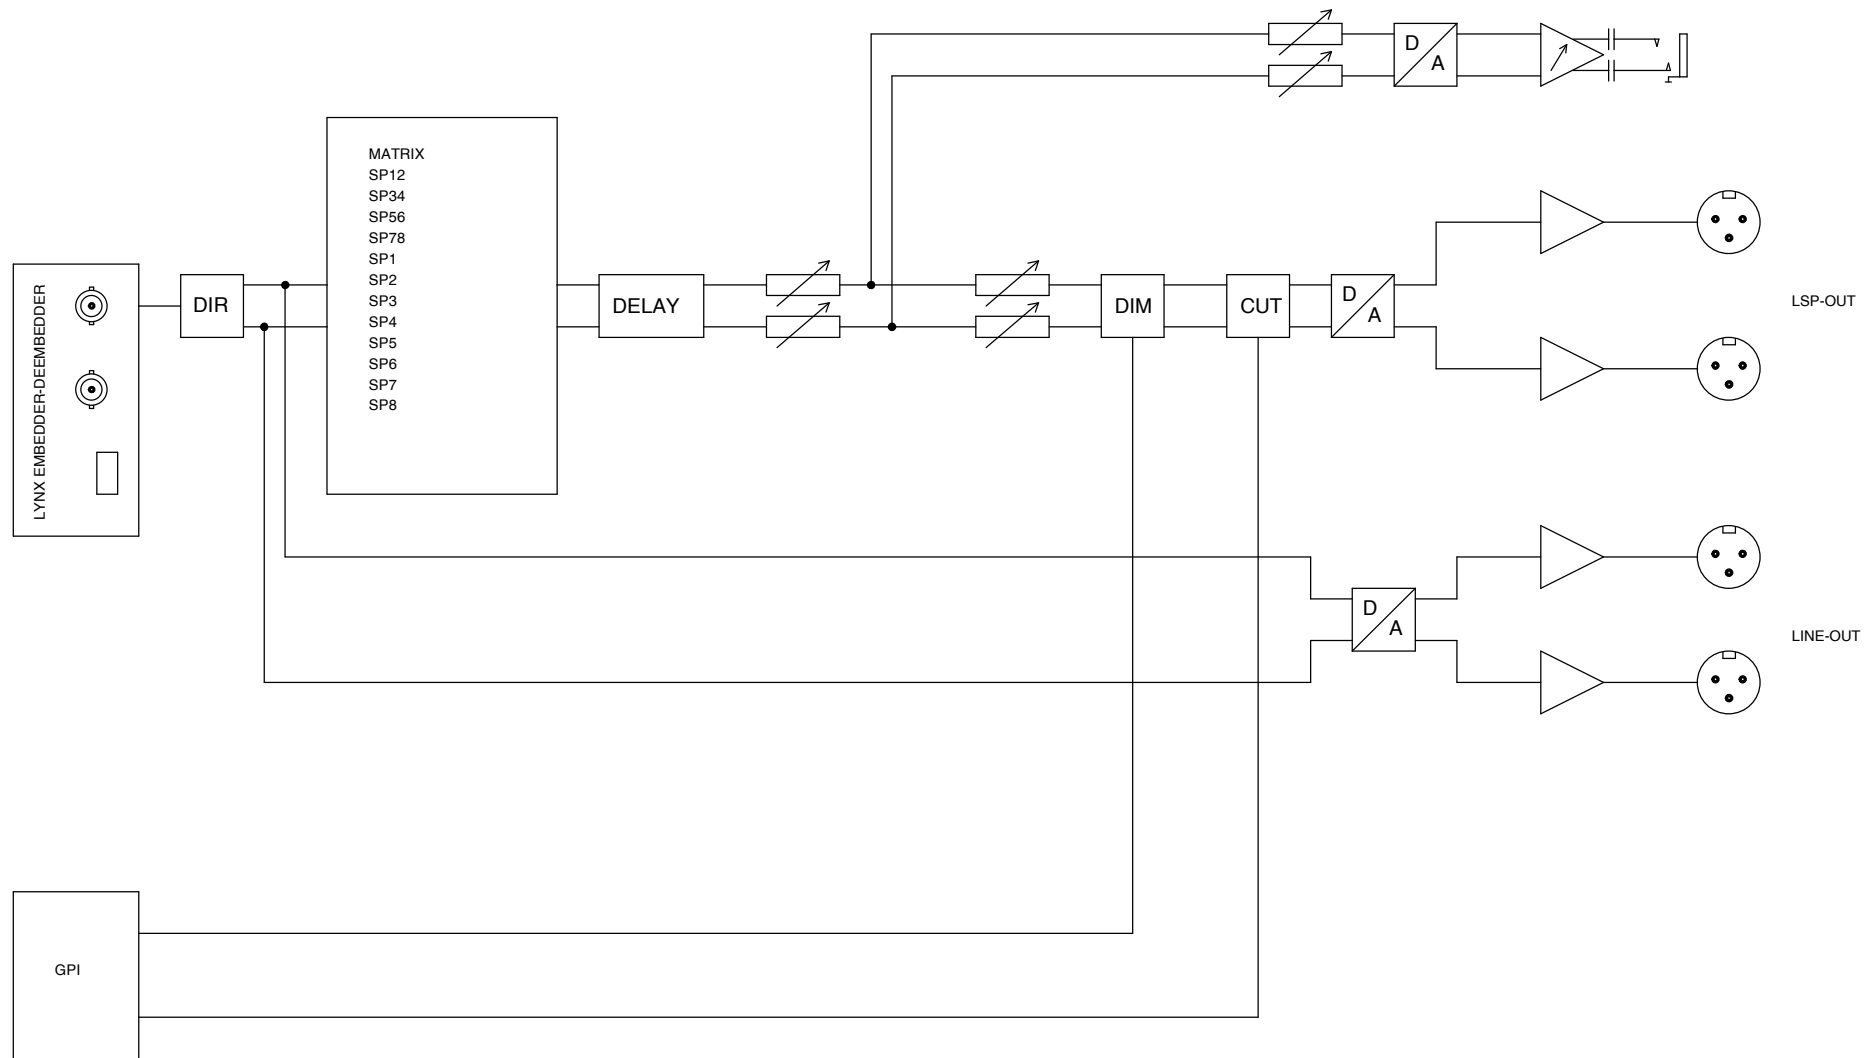 D
A
MATRIX
SP12
SP34
SP56
SP78
SP1
SP2
SP3
SP4
SP5
SP6
SP7
SP8
LYNX EMBEDDER-DEEMBEDDER
DIR
DELAY
DIM
CUT
D
A
LSP-OUT
D
A
LINE-OUT
GPI